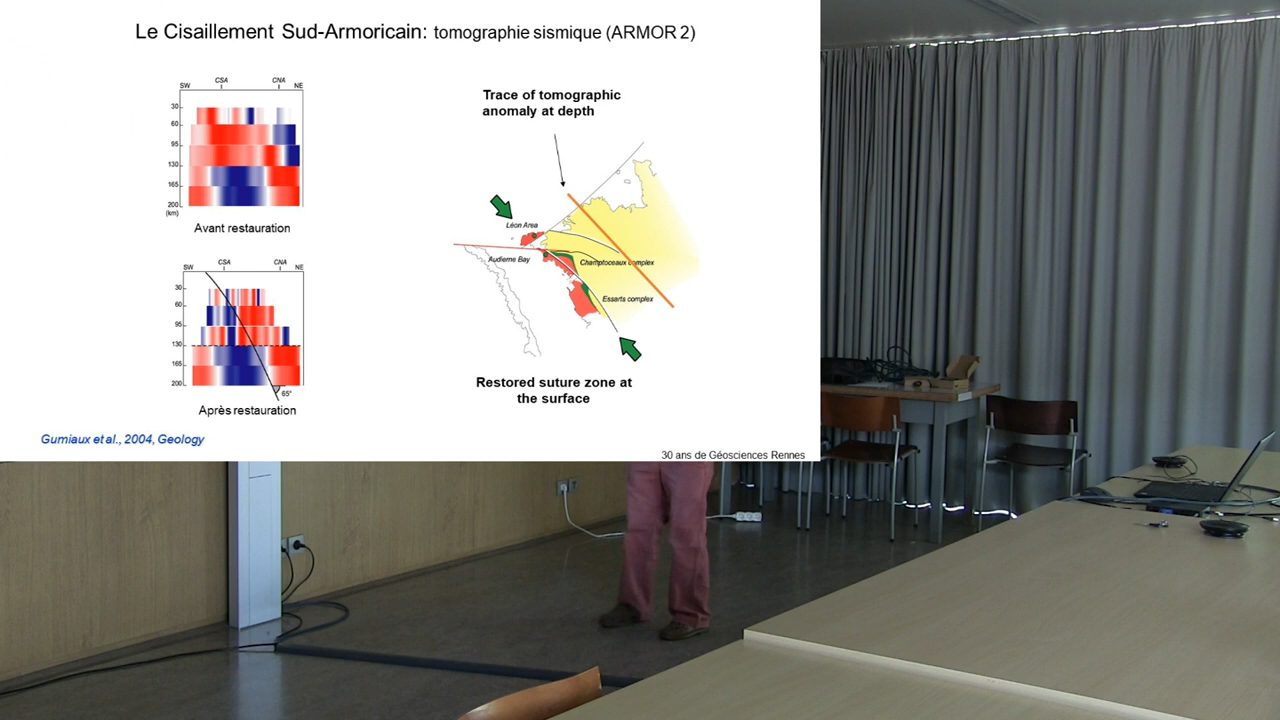 Le Cisaillement Sud-Armoricain: tomographie sismique (ARMOR 2)
CSA CNA
SW NE
30
60
95
130
165
200
(km)
Avant restauration
CSA CNA
SW NE
30
60
95
130
165
200
65°
Après restauration
Gumiaux et al., 2004, Geology
Trace of tomographic
anomaly at depth
Léon Area
Audierne Bay
Champtoceaux complex
Essarts complex
Restored suture zone at
the surface
30 ans de Géosciences Rennes